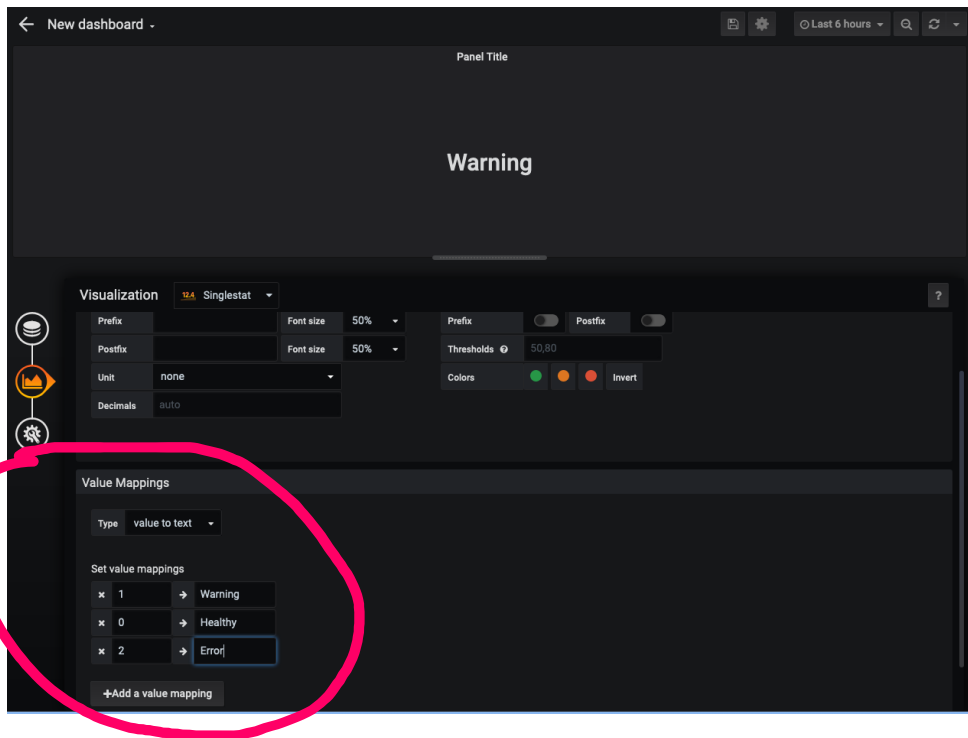 New dashboard
Last 6 hours
Panel Title
Warning
Visualization 12.4 Singlestat ?
Prefix Font size 50% Prefix Postfix
Postfix Font size 50% Thresholds 50,80
Unit none Colors Invert
Decimals auto
Value Mappings
Type value to text
Set value mappings
1 Warning
0 Healthy
2 Error
+Add a value mapping